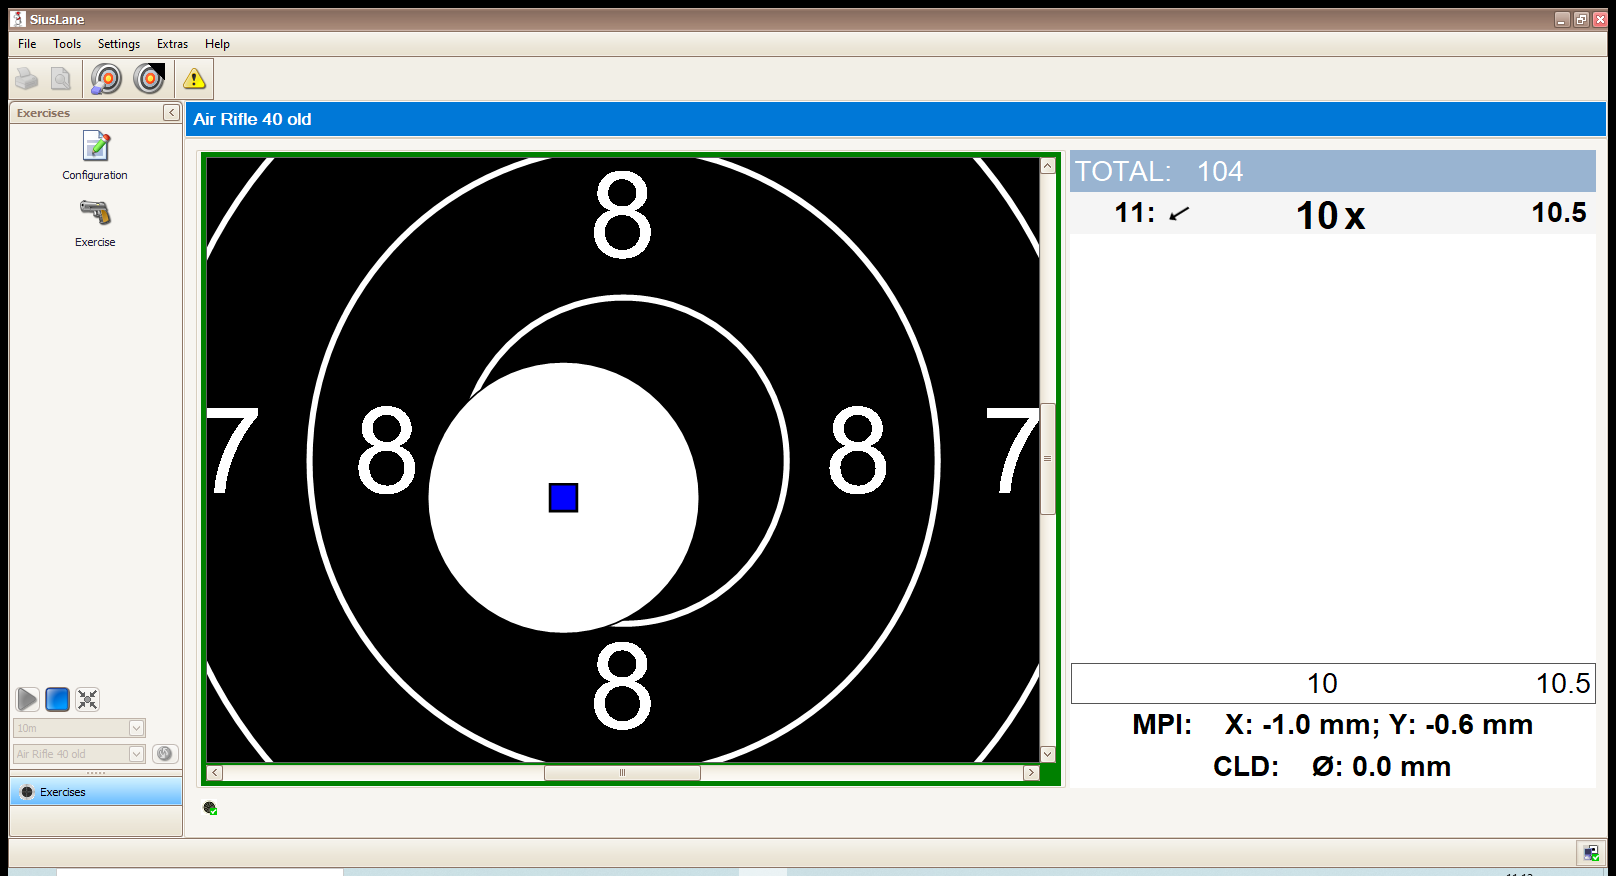 SiusLane
File Tools Settings Extras Help
Exercises
Configuration
Exercise
10m
Air Rifle 40 old
Exercises
Air Rifle 40 old
8
7 8 8 7
8
TOTAL: 104
11: 10 x 10.5
10 10.5
MPI: X: -1.0 mm; Y: -0.6 mm
CLD: Ø: 0.0 mm